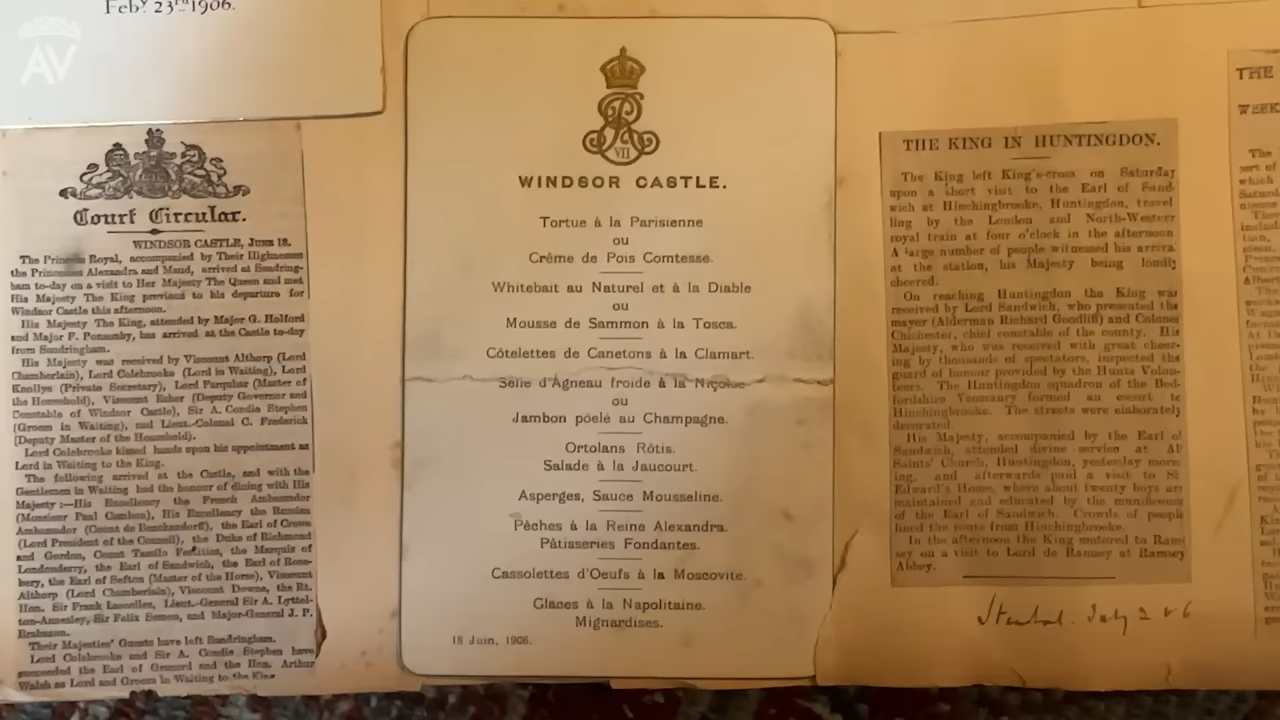 Feby. 23rd 1906.
AV
Court Circular.
WINDSOR CASTLE, JUNE 18.
The Princess Royal, accompanied by Their Highnesses
the Princesses Alexandra and Maud, arrived at Sandring-
ham to-day on a visit to Her Majesty The Queen and met
His Majesty The King previous to his departure for
Windsor Castle this afternoon.
His Majesty The King, attended by Major G. Holford
and Major F. Ponsonby, has arrived at the Castle to-day
from Sandringham.
His Majesty was received by Viscount Althorp (Lord
Chamberlain), Lord Colebrooke (Lord in Waiting), Lord
Knollys (Private Secretary), Lord Farquhar (Master of
the Household), Viscount Esher (Deputy Governor and
Constable of Windsor Castle), Sir A. Condie Stephen
(Groom in Waiting), and Lieut.-Colonel C. Frederick
(Deputy Master of the Household).
Lord Colebrooke kissed hands upon his appointment as
Lord in Waiting to the King.
The following arrived at the Castle, and with the
Gentlemen in Waiting had the honour of dining with His
Majesty:—His Excellency the French Ambassador
(Monsieur Paul Cambon), His Excellency the Russian
Ambassador (Count de Benckendorff), the Earl of Crewe
(Lord President of the Council), the Duke of Richmond
and Gordon, Count the Marquis of
Londonderry, the Earl of Sandwich, the Earl of Rose-
bery, the Earl of Sefton (Master of the Horse), Viscount
Althorp (Lord Chamberlain), Viscount Downe, the Rt.
Hon. Sir Frank Lascelles, Lieut.-General Sir A. Lyttel-
ton-Annesley, Sir Felix Semon, and Major-General J. P.
Brabazon.
Their Majesties' Guests have left Sandringham.
Lord Colebrooke and Sir A. Condie Stephen have
succeeded the Earl of Granard and the Hon. Arthur
Walsh as Lord and Groom in Waiting to the King
VII
WINDSOR CASTLE.
Tortue à la Parisienne
ou
Crême de Pois Comtesse.
Whitebait au Naturel et à la Diable
ou
Mousse de Sammon à la Tosca.
Côtelettes de Canetons à la Clamart.
Selle d'Agneau froide à la Niçoise
ou
Jambon poelé au Champagne.
Ortolans Rôtis.
Salade à la Jaucourt.
Asperges, Sauce Mousseline.
Pêches à la Reine Alexandra.
Pâtisseries Fondantes.
Cassolettes d'Oeufs à la Moscovite.
Glaces à la Napolitaine.
Mignardises.
18 Juin, 1906.
THE KING IN HUNTINGDON.
The King left King's-cross on Saturday
upon a short visit to the Earl of Sand-
wich at Hinchingbrooke, Huntingdon, travel
ling by the London and North-Western
royal train at four o'clock in the afternoon
A large number of people witnessed his arriva
at the station, his Majesty being loudly
cheered.
On reaching Huntingdon the King was
received by Lord Sandwich, who presented the
mayor (Alderman Richard Goodliff) and Colonel
Chichester, chief constable of the county. His
Majesty, who was received with great cheer-
ing by thousands of spectators, inspected the
guard of honour provided by the Hunts Volun-
teers. The Huntingdon squadron of the Bed-
fordshire Yeomanry formed an escort to
Hinchingbrooke. The streets were elaborately
decorated.
His Majesty, accompanied by the Earl of
Sandwich, attended divine service at Al
Saints' Church, Huntingdon, yesterday morn-
ing, and afterwards paid a visit to St
Edward's Home, where about twenty boys are
maintained and educated by the munificence
of the Earl of Sandwich. Crowds of people
lined the route from Hinchingbrooke.
In the afternoon the King motored to Ram
sey on a visit to Lord de Ramsey at Ramsey
Abbey.
July 2
THE
WEEK
The
which